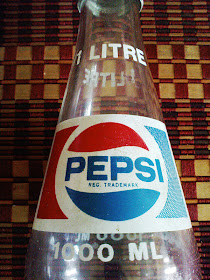 1 LITRE
PEPSI
REG. TRADEMARK
1000 ML